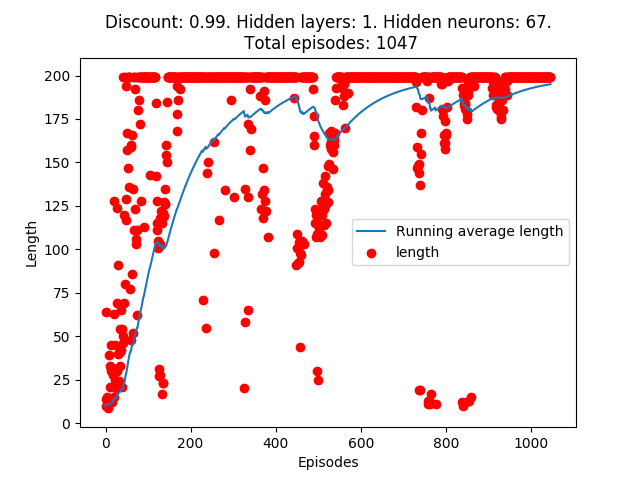 Discount: 0.99. Hidden layers: 1. Hidden neurons: 67.
Total episodes: 1047
200
175
150
125
100
75
50
25
0
Length
Running average length
length
0
200
400
600
800
1000
Episodes